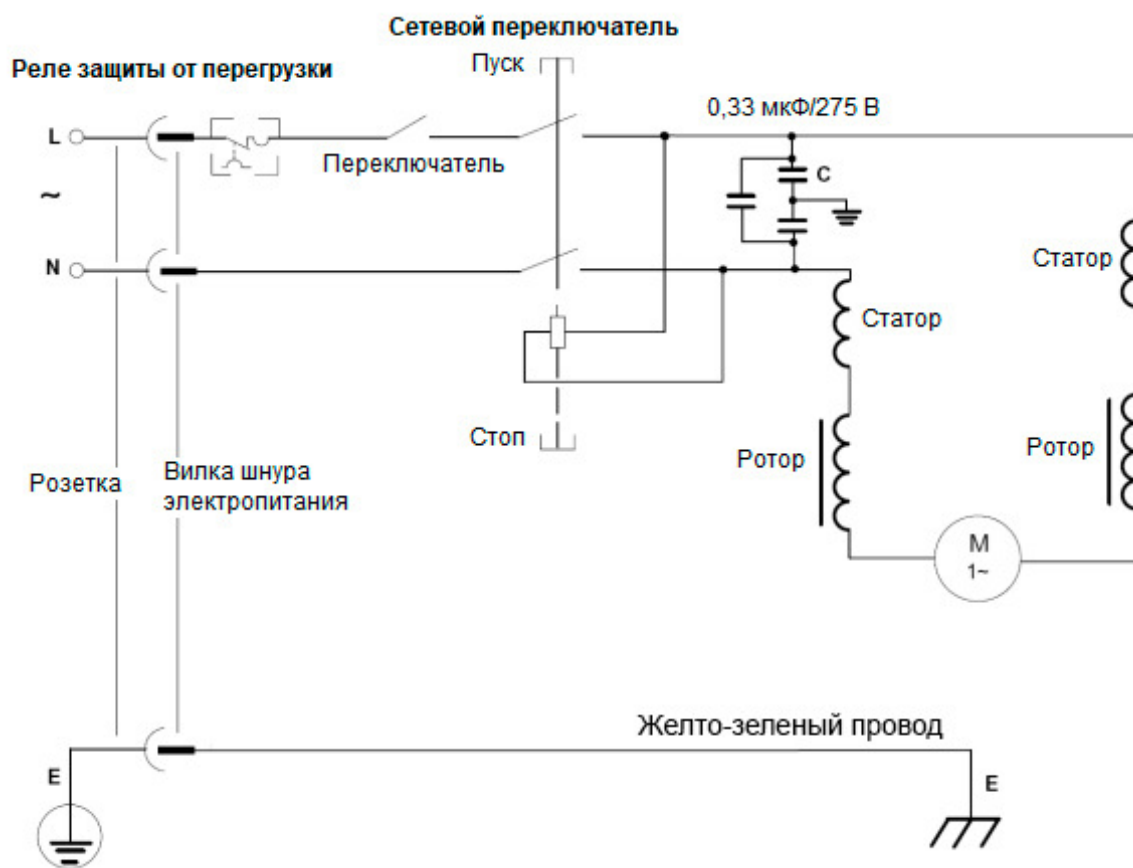 Сетевой переключатель
Пуск
Реле защиты от перегрузки
0,33 мкФ/275 В
L
Переключатель
C
~
N
Статор
Статор
Стоп
Ротор
Ротор
Розетка
Вилка шнура
электропитания
M
1~
Желто-зеленый провод
E
E